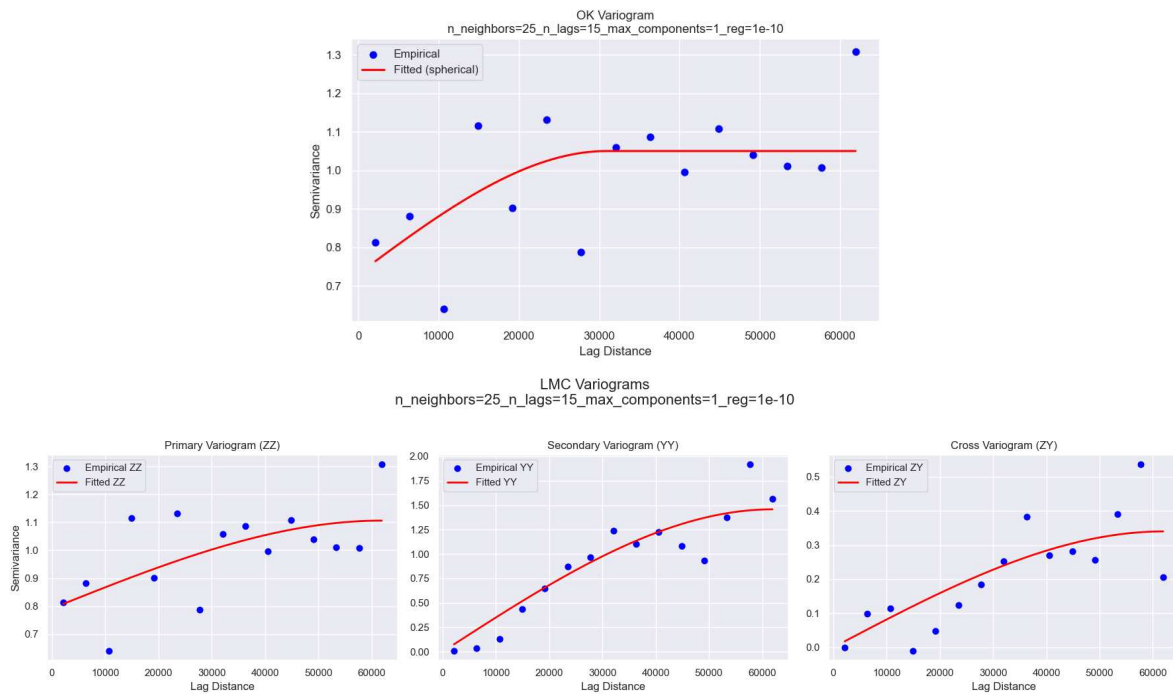 OK Variogram
n_neighbors=25_n_lags=15_max_components=1_reg=1e-10
Empirical
Fitted (spherical)
1.3
1.2
1.1
1.0
0.9
0.8
0.7
Semivariance
0 10000 20000 30000 40000 50000 60000
Lag Distance
LMC Variograms
n_neighbors=25_n_lags=15_max_components=1_reg=1e-10
Primary Variogram (ZZ)
Empirical ZZ
Fitted ZZ
1.3
1.2
1.1
1.0
0.9
0.8
0.7
Semivariance
0 10000 20000 30000 40000 50000 60000
Lag Distance
Secondary Variogram (YY)
Empirical YY
Fitted YY
2.00
1.75
1.50
1.25
1.00
0.75
0.50
0.25
0.00
0 10000 20000 30000 40000 50000 60000
Lag Distance
Cross Variogram (ZY)
Empirical ZY
Fitted ZY
0.5
0.4
0.3
0.2
0.1
0.0
0 10000 20000 30000 40000 50000 60000
Lag Distance